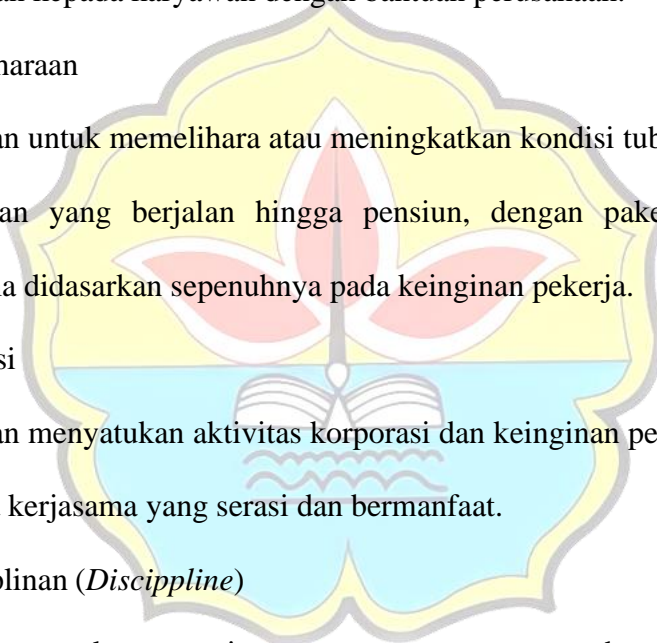 kepada karyawan dengan bantuan perusahaan.
haraan
an untuk memelihara atau meningkatkan kondisi tub
an yang berjalan hingga pensiun, dengan pake
a didasarkan sepenuhnya pada keinginan pekerja.
si
an menyatukan aktivitas korporasi dan keinginan pe
kerjasama yang serasi dan bermanfaat.
plinan (Discippline)